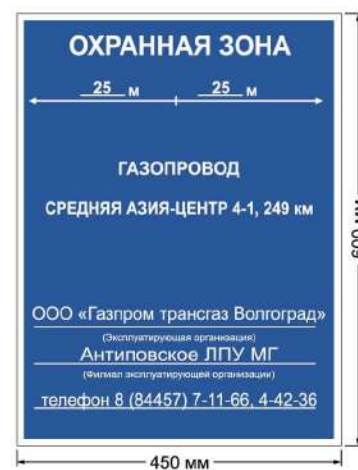 ОХРАННАЯ ЗОНА
25 м 25 м
ГАЗОПРОВОД
СРЕДНЯЯ АЗИЯ-ЦЕНТР 4-1, 249 км
ООО «Газпром трансгаз Волгоград»
(Эксплуатирующая организация)
Антиповское ЛПУ МГ
(Филиал эксплуатирующей организации)
телефон 8 (84457) 7-11-66, 4-42-36
600 мм
450 мм